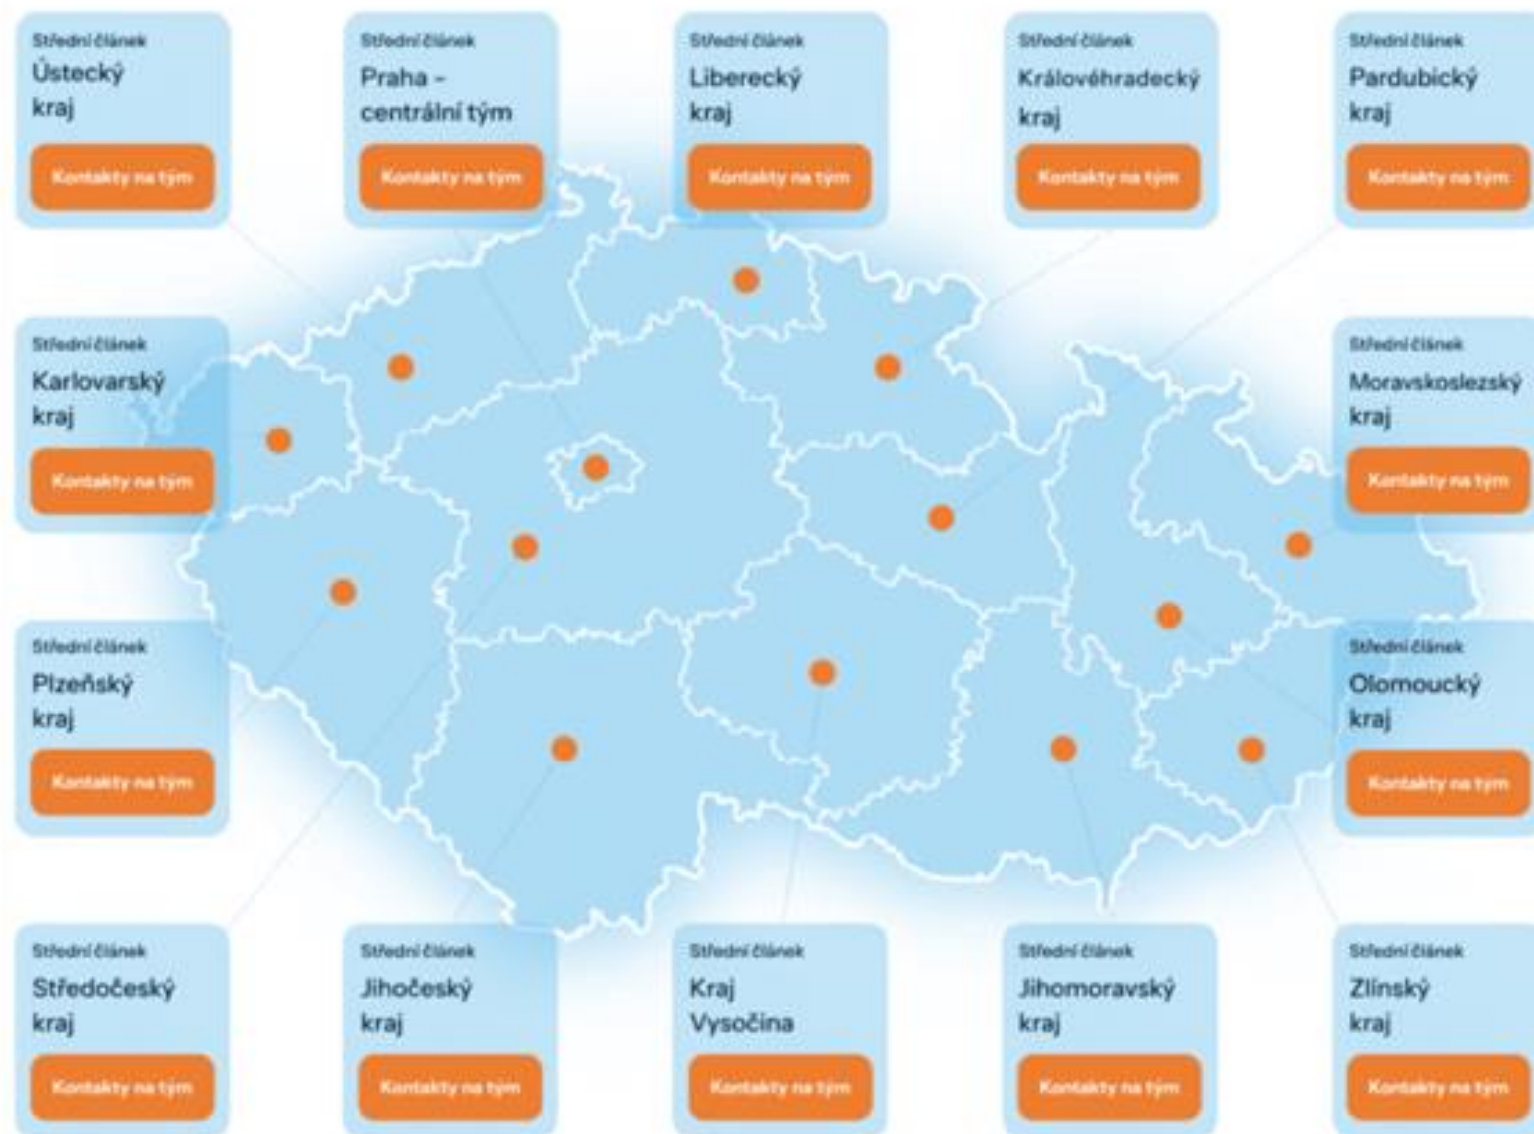 Střední článek
Ústecký
kraj
Kontakty na tým
Střední článek
Praha -
centrální tým
Kontakty na tým
Střední článek
Liberecký
kraj
Kontakty na tým
Střední článek
Královéhradecký
kraj
Kontakty na tým
Střední článek
Pardubický
kraj
Kontakty na tým
Střední článek
Karlovarský
kraj
Kontakty na tým
Střední článek
Moravskoslezský
kraj
Kontakty na tým
Střední článek
Plzeňský
kraj
Kontakty na tým
Střední článek
Olomoucký
kraj
Kontakty na tým
Střední článek
Středočeský
kraj
Kontakty na tým
Střední článek
Jihočeský
kraj
Kontakty na tým
Střední článek
Kraj
Vysočina
Kontakty na tým
Střední článek
Jihomoravský
kraj
Kontakty na tým
Střední článek
Zlínský
kraj
Kontakty na tým